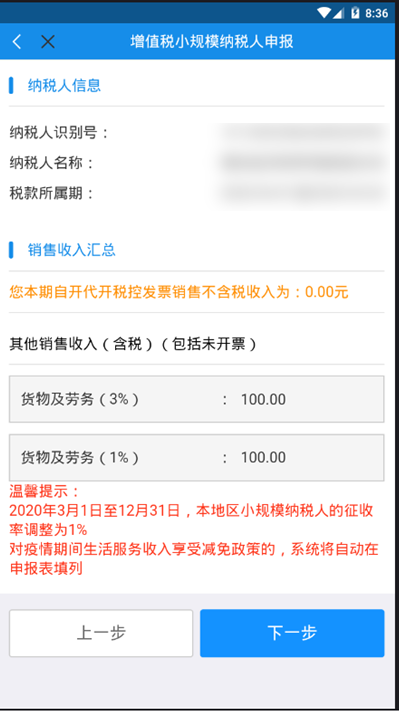 8:36
增值税小规模纳税人申报
纳税人信息
纳税人识别号：
纳税人名称：
税款所属期：
销售收入汇总
您本期自开代开税控发票销售不含税收入为：0.00元
其他销售收入（含税）（包括未开票）
货物及劳务（3%） ： 100.00
货物及劳务（1%） ： 100.00
温馨提示：
2020年3月1日至12月31日，本地区小规模纳税人的征收
率调整为1%
对疫情期间生活服务收入享受减免政策的，系统将自动在
申报表填列
上一步 下一步